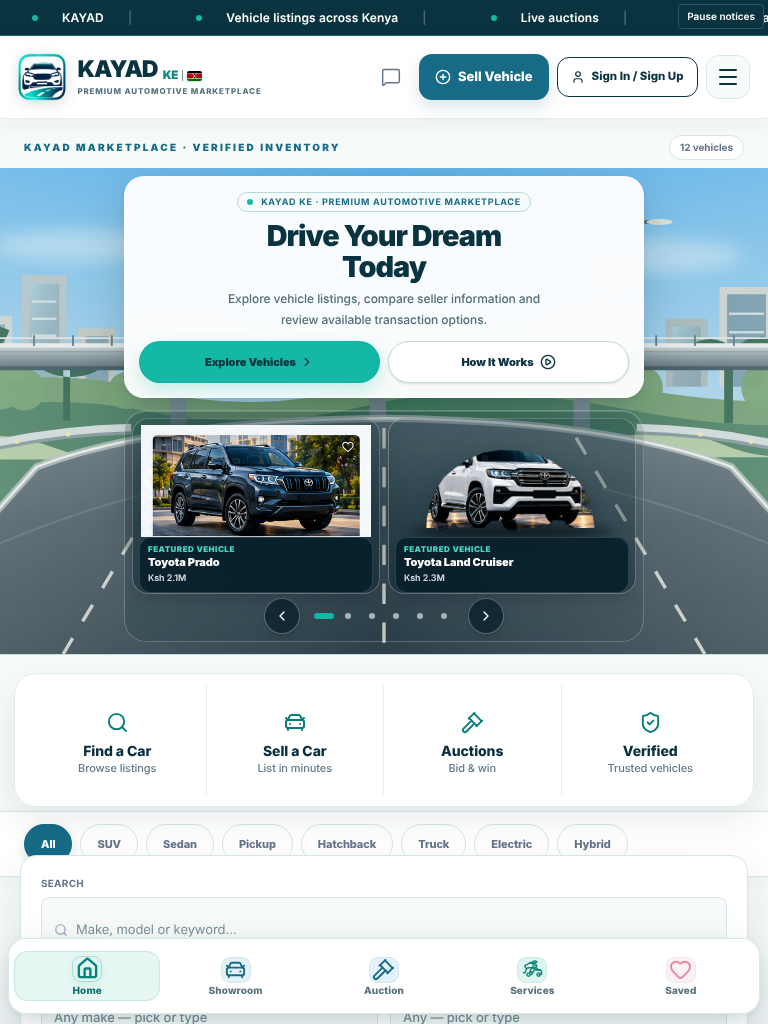 KAYAD
Vehicle listings across Kenya
Live auctions
Pause notices
KAYAD KE
PREMIUM AUTOMOTIVE MARKETPLACE
Sell Vehicle
Sign In / Sign Up
KAYAD MARKETPLACE · VERIFIED INVENTORY
12 vehicles
KAYAD KE · PREMIUM AUTOMOTIVE MARKETPLACE
Drive Your Dream
Today
Explore vehicle listings, compare seller information and
review available transaction options.
Explore Vehicles
How It Works
FEATURED VEHICLE
Toyota Prado
Ksh 2.1M
FEATURED VEHICLE
Toyota Land Cruiser
Ksh 2.3M
Find a Car
Browse listings
Sell a Car
List in minutes
Auctions
Bid & win
Verified
Trusted vehicles
All
SUV
Sedan
Pickup
Hatchback
Truck
Electric
Hybrid
SEARCH
Make, model or keyword...
Home
Showroom
Auction
Services
Saved
Any make — pick or type
Any — pick or type